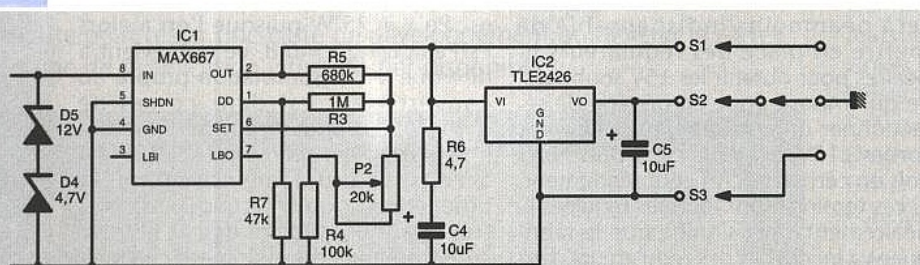 IC1
MAX667
8
IN
OUT
2
5
SHDN
DD
1
4
GND
SET
6
3
LBI
LBO
7
D5
12V
D4
4,7V
R5
680k
1M
R3
P2
20k
R7
47k
R4
100k
+
R6
4,7
C4
10uF
IC2
TLE2426
VI
VO
GND
+
C5
10uF
S1
S2
S3